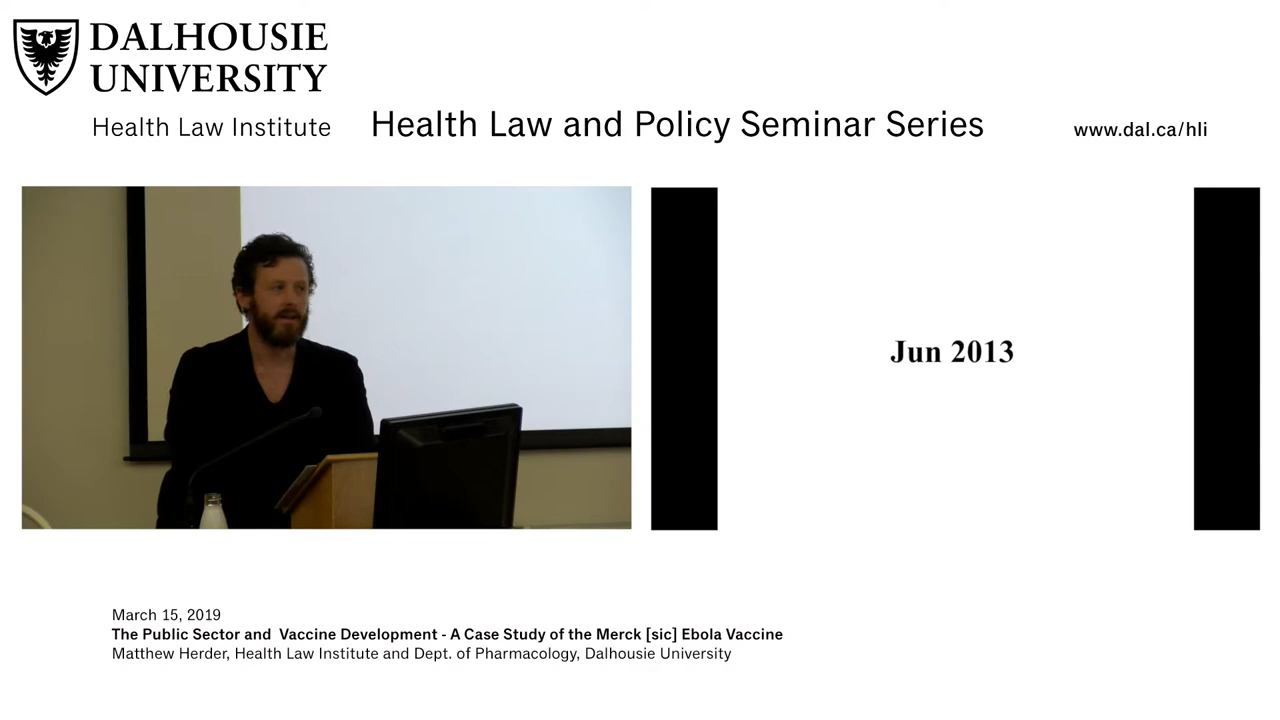 DALHOUSIE
UNIVERSITY
Health Law Institute
Health Law and Policy Seminar Series
www.dal.ca/hli
Jun 2013
March 15, 2019
The Public Sector and Vaccine Development - A Case Study of the Merck [sic] Ebola Vaccine
Matthew Herder, Health Law Institute and Dept. of Pharmacology, Dalhousie University